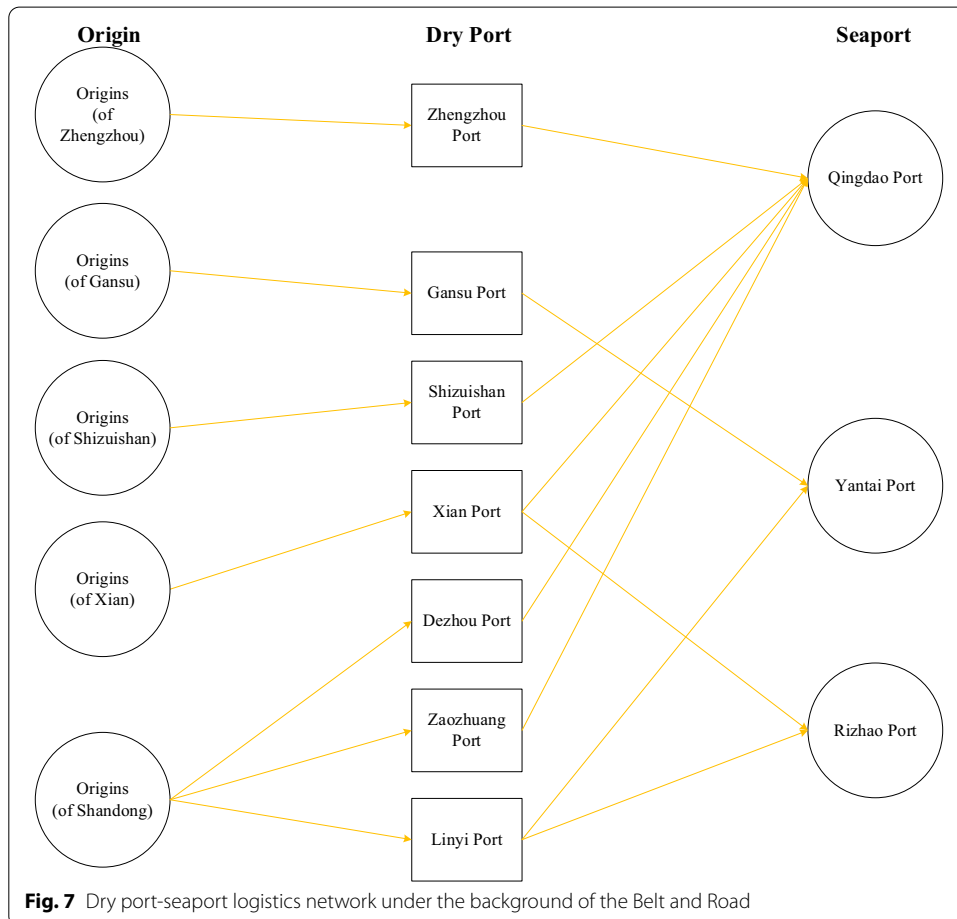 Origin
Dry Port
Seaport
Origins
(of
Zhengzhou)
Zhengzhou
Port
Qingdao Port
Origins
(of Gansu)
Gansu Port
Origins
(of Shizuishan)
Shizuishan
Port
Yantai Port
Xian Port
Origins
(of Xian)
Dezhou Port
Zaozhuang
Port
Rizhao Port
Origins
(of Shandong)
Linyi Port
Fig. 7 Dry port-seaport logistics network under the background of the Belt and Road